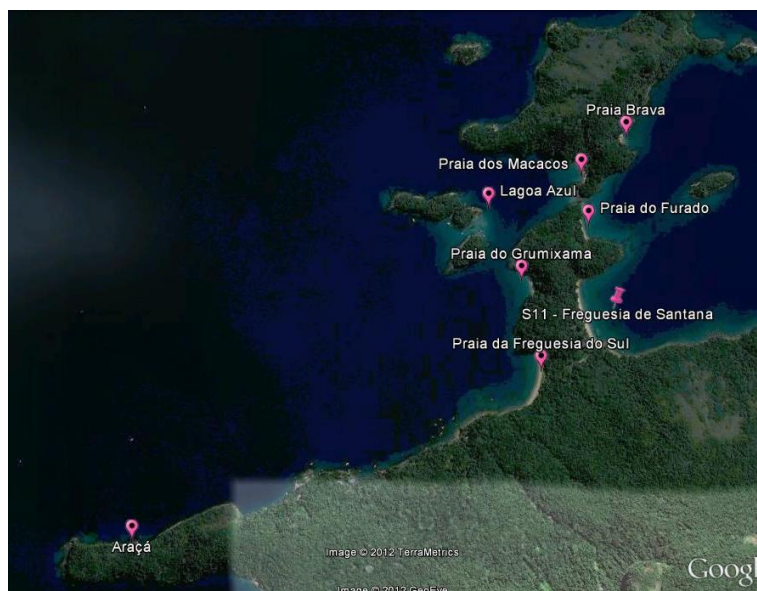 Praia Brava
Praia dos Macacos
Lagoa Azul
Praia do Furado
Praia do Grumixama
S11 - Freguesia de Santana
Praia da Freguesia do Sul
Araçá
Image © 2012 TerraMetrics
Image © 2012 GeoEye
Googl